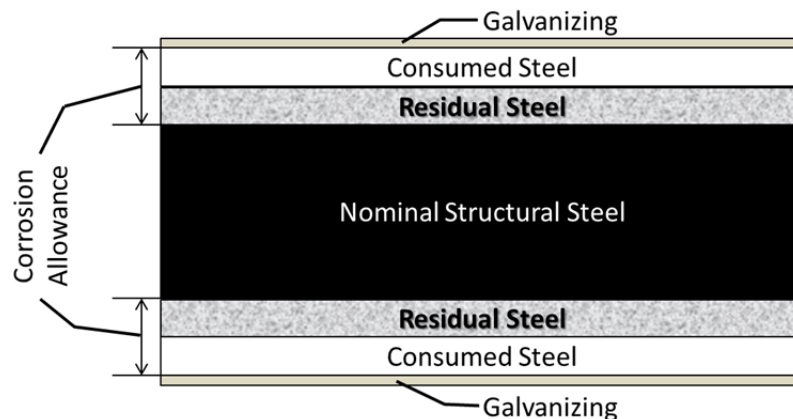 Galvanizing
Consumed Steel
Residual Steel
Corrosion
Allowance
Nominal Structural Steel
Residual Steel
Consumed Steel
Galvanizing